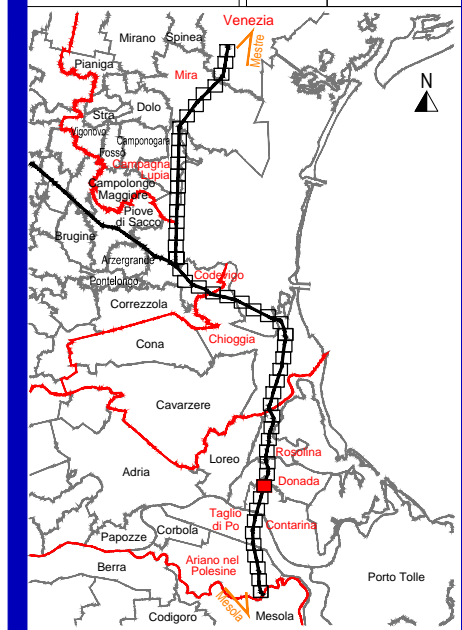 Venezia
Mirano
Spinea
Mestre
Pianiga
Mira
N
Dolo
Stra
Vigonovo
Camponogara
Fossò
Campagna
Lupia
Campolongo
Maggiore
Piove
di Sacco
Brugine
Arzergrande
Codevigo
Pontelongo
Correzzola
Chioggia
Cona
Cavarzere
Rosolina
Loreo
Adria
Donada
Taglio
di Po
Contarina
Corbola
Papozze
Ariano nel
Polesine
Berra
Porto Tolle
Mesola
Mesola
Codigoro